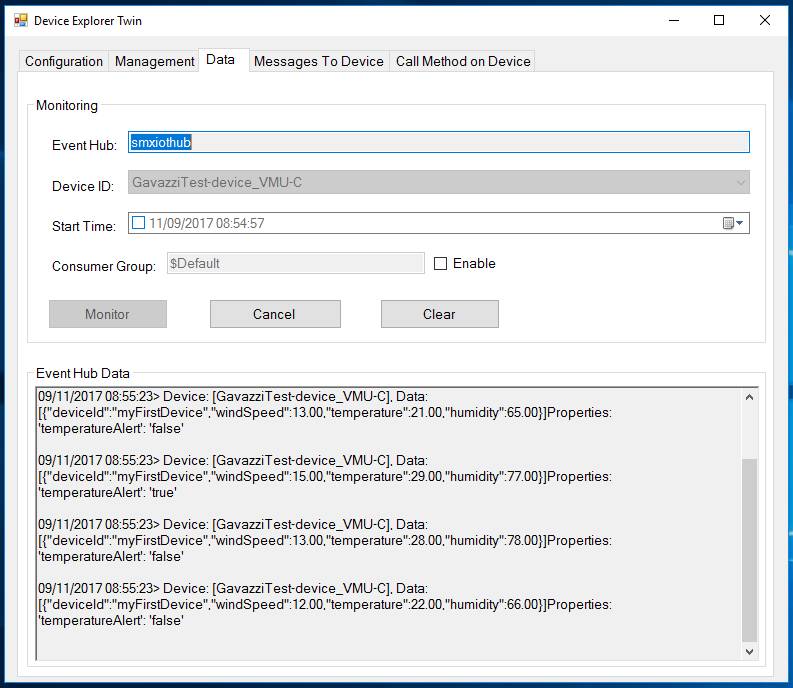 Device Explorer Twin
Configuration Management Data Messages To Device Call Method on Device
Monitoring
Event Hub: smxiothub
Device ID: GavazziTest-device_VMU-C
Start Time: 11/09/2017 08:54:57
Consumer Group: $Default Enable
Monitor Cancel Clear
Event Hub Data
09/11/2017 08:55:23> Device: [GavazziTest-device_VMU-C], Data:
[{"deviceId":"myFirstDevice","windSpeed":13.00,"temperature":21.00,"humidity":65.00}]Properties:
'temperatureAlert': 'false'
09/11/2017 08:55:23> Device: [GavazziTest-device_VMU-C], Data:
[{"deviceId":"myFirstDevice","windSpeed":15.00,"temperature":29.00,"humidity":77.00}]Properties:
'temperatureAlert': 'true'
09/11/2017 08:55:23> Device: [GavazziTest-device_VMU-C], Data:
[{"deviceId":"myFirstDevice","windSpeed":13.00,"temperature":28.00,"humidity":78.00}]Properties:
'temperatureAlert': 'false'
09/11/2017 08:55:23> Device: [GavazziTest-device_VMU-C], Data:
[{"deviceId":"myFirstDevice","windSpeed":12.00,"temperature":22.00,"humidity":66.00}]Properties:
'temperatureAlert': 'false'